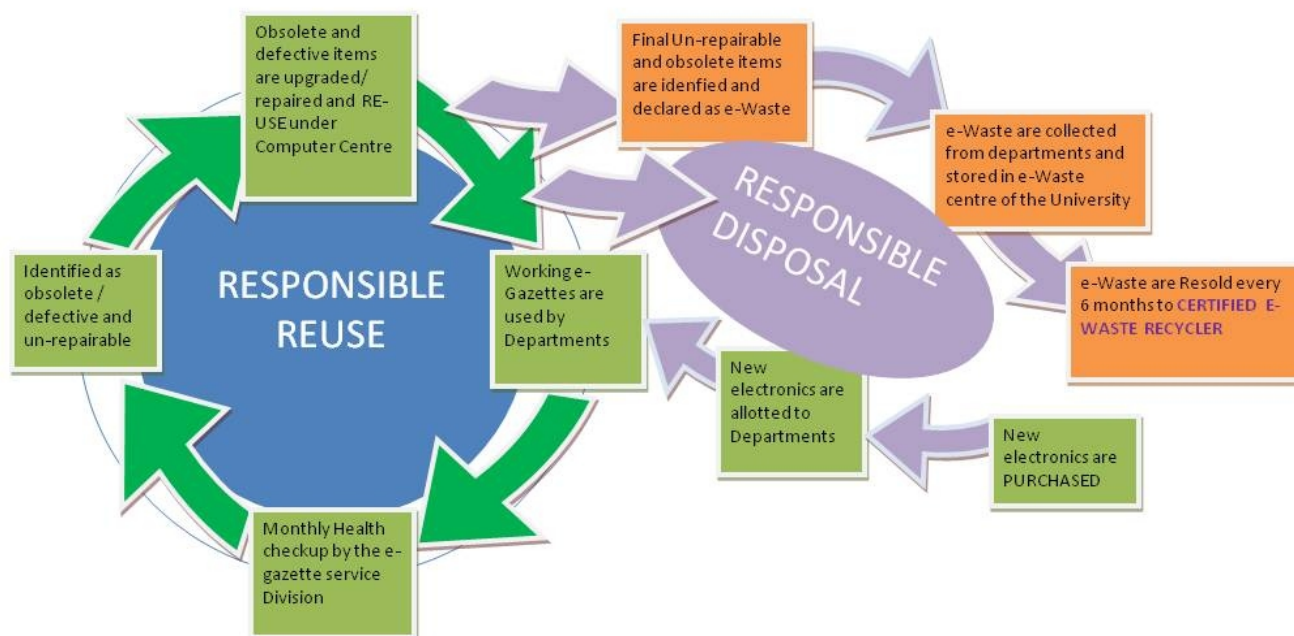 Obsolete and
defective items
are upgraded/
repaired and RE-
USE under
Computer Centre
Final Un-repairable
and obsolete items
are idenfied and
declared as e-Waste
e-Waste are collected
from departments and
stored in e-Waste
centre of the University
e-Waste are Resold every
6 months to CERTIFIED E-
WASTE RECYCLER
RESPONSIBLE
DISPOSAL
Identified as
obsolete /
defective and
un-repairable
RESPONSIBLE
REUSE
Working e-
Gazettes are
used by
Departments
New
electronics are
allotted to
Departments
New
electronics are
PURCHASED
Monthly Health
checkup by the e-
gazette service
Division